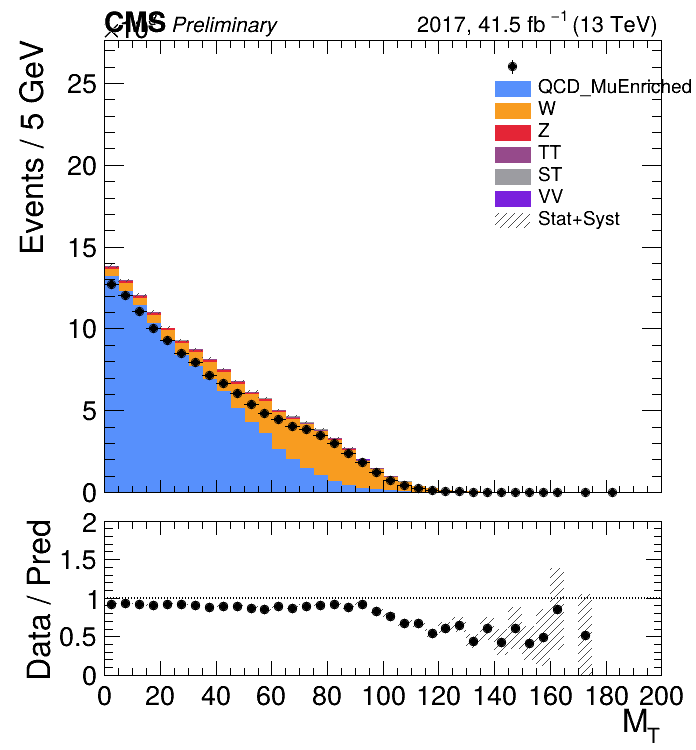 CMS Preliminary 2017, 41.5 fb⁻¹ (13 TeV)
Events / 5 GeV
25
20
15
10
5
0
QCD_MuEnriched
W
Z
TT
ST
VV
Stat+Syst
Data / Pred
2
1.5
1
0.5
0
0 20 40 60 80 100 120 140 160 180 200
M_T